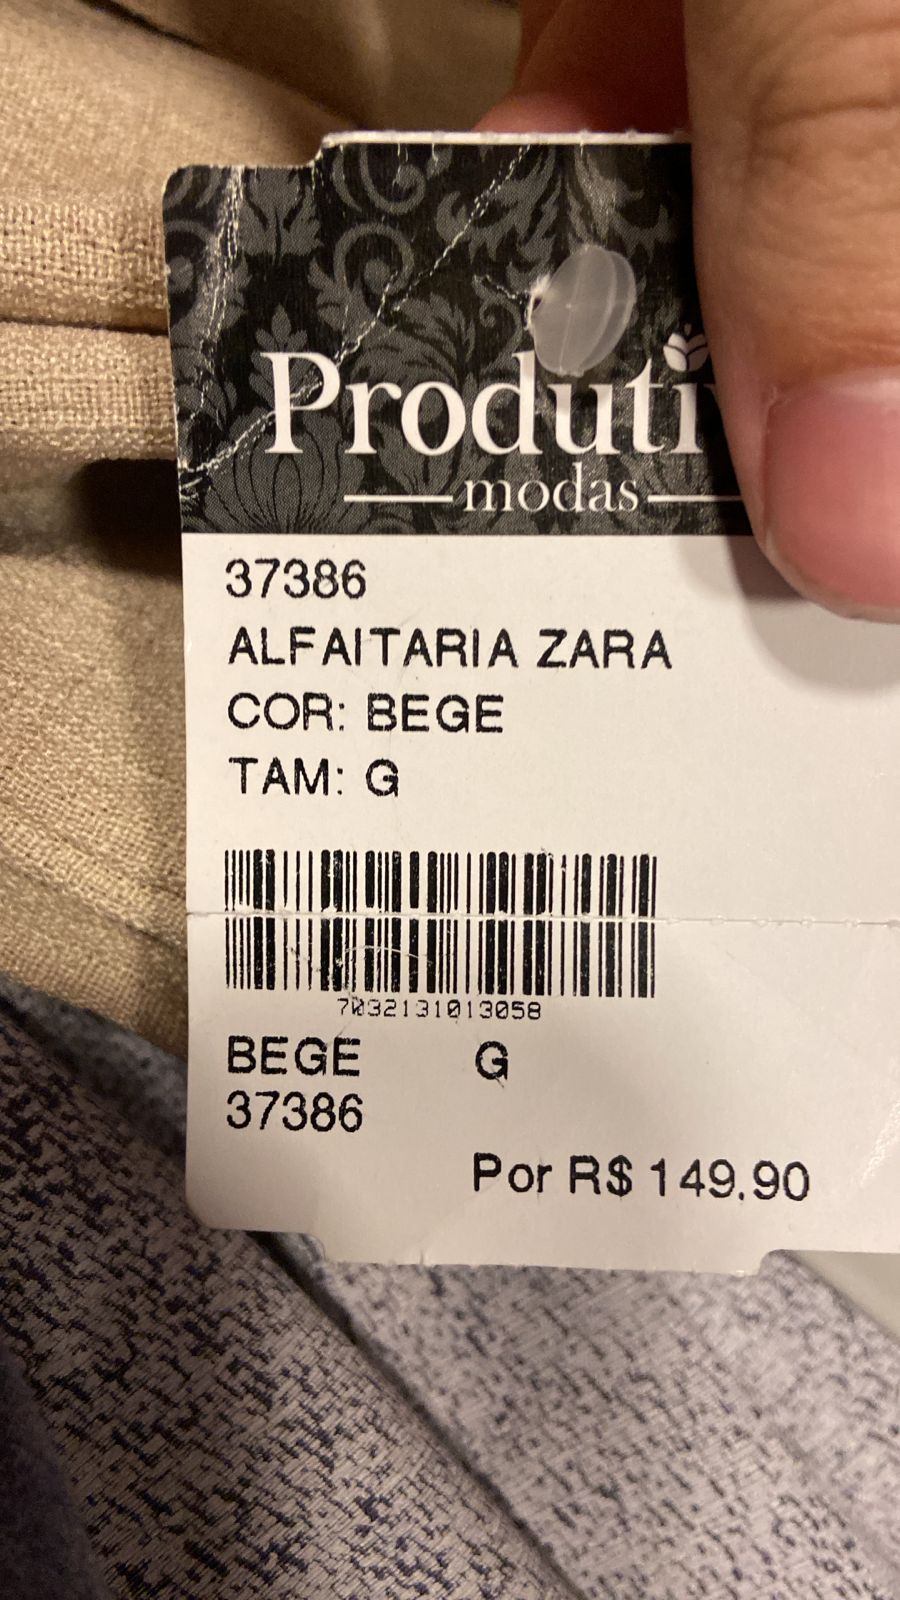 Produti
modas
37386
ALFAITARIA ZARA
COR: BEGE
TAM: G
7032131013058
BEGE G
37386
Por R$ 149.90